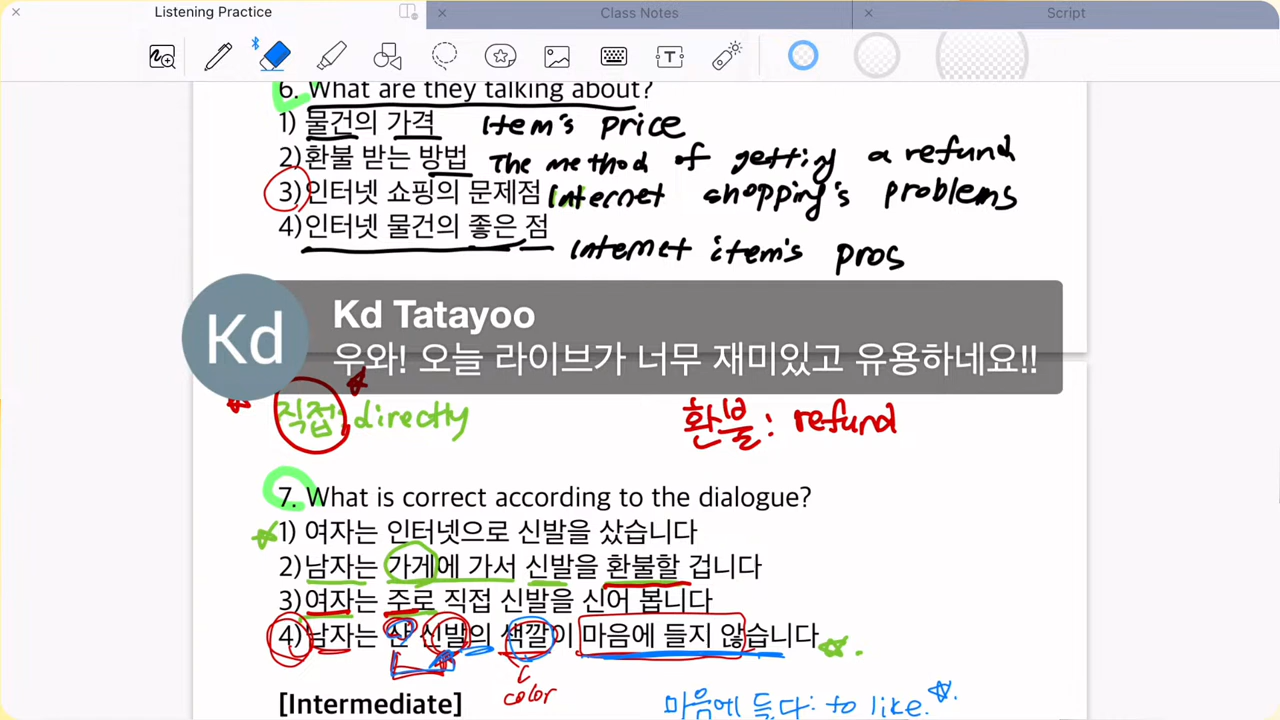 Listening Practice
Class Notes
Script
6. What are they talking about?
1) 물건의 가격 Item's price
2) 환불 받는 방법 The method of getting a refund
3) 인터넷 쇼핑의 문제점 Internet shopping's problems
4) 인터넷 물건의 좋은 점
Internet item's pros
Kd
Kd Tatayoo
우와! 오늘 라이브가 너무 재미있고 유용하네요!!
직접: directly
환불: refund
7. What is correct according to the dialogue?
1) 여자는 인터넷으로 신발을 샀습니다
2) 남자는 가게에 가서 신발을 환불할 겁니다
3) 여자는 주로 직접 신발을 신어 봅니다
4) 남자는 산 신발의 색깔이 마음에 들지 않습니다
color
[Intermediate]
마음에 들다: to like.